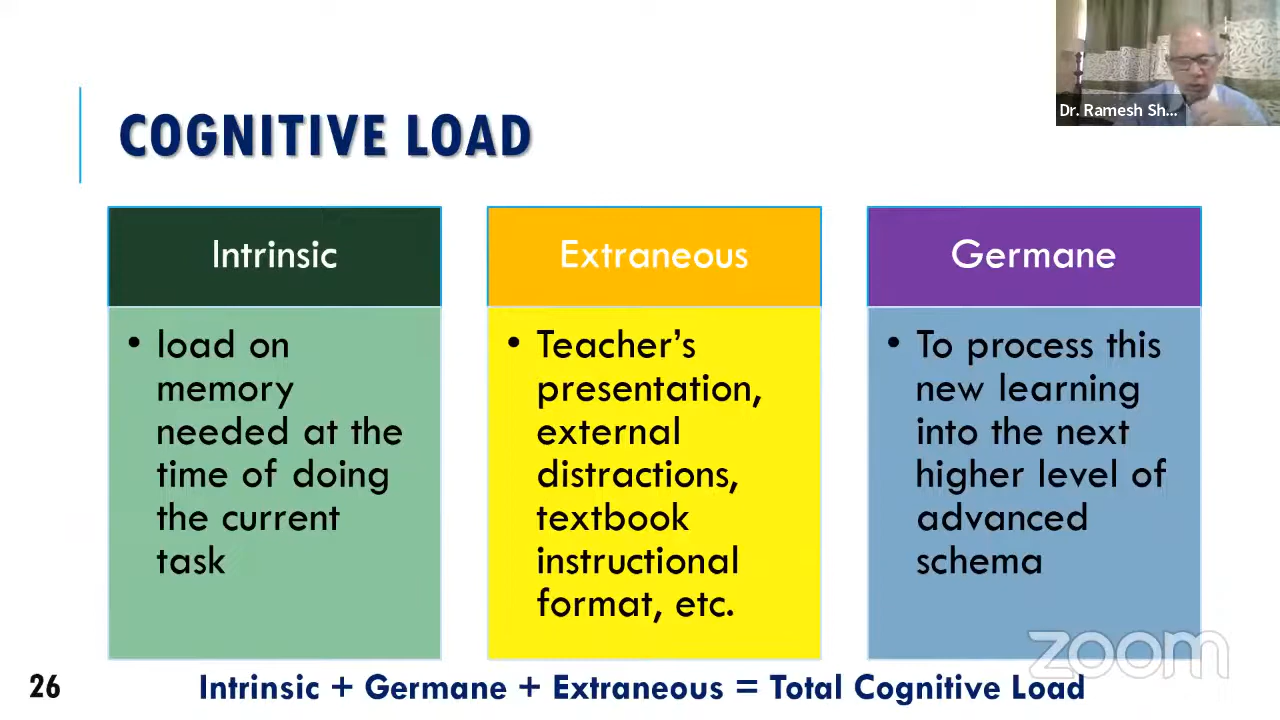 Dr. Ramesh Sh...
COGNITIVE LOAD
Intrinsic
• load on
memory
needed at the
time of doing
the current
task
Extraneous
• Teacher's
presentation,
external
distractions,
textbook
instructional
format, etc.
Germane
• To process this
new learning
into the next
higher level of
advanced
schema
zoom
26
Intrinsic + Germane + Extraneous = Total Cognitive Load